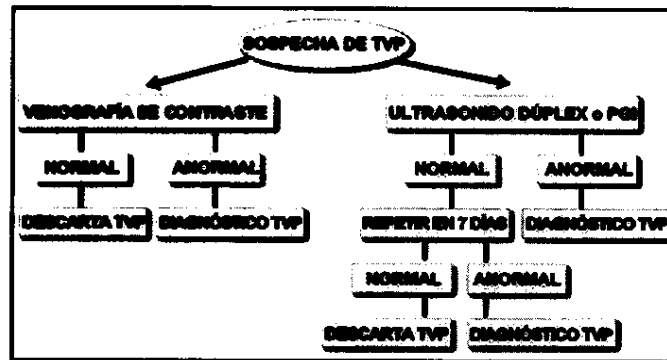 SOSPECHA DE TVP
VENOGRAFÍA DE CONTRASTE
ULTRASONIDO DÚPLEX o PGI
NORMAL
ANORMAL
NORMAL
ANORMAL
DESCARTA TVP
DIAGNÓSTICO TVP
REPETIR EN 7 DÍAS
DIAGNÓSTICO TVP
NORMAL
ANORMAL
DESCARTA TVP
DIAGNÓSTICO TVP